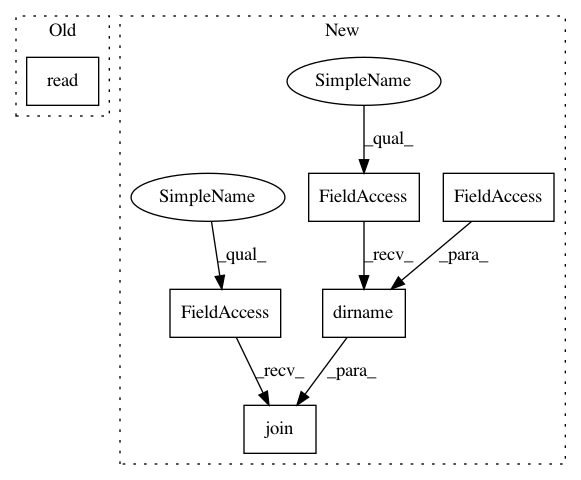 Old
New
read
SimpleName
_qual_
SimpleName
FieldAccess
FieldAccess
_qual_
_recv_
_para_
FieldAccess
dirname
_recv_
_para_
join